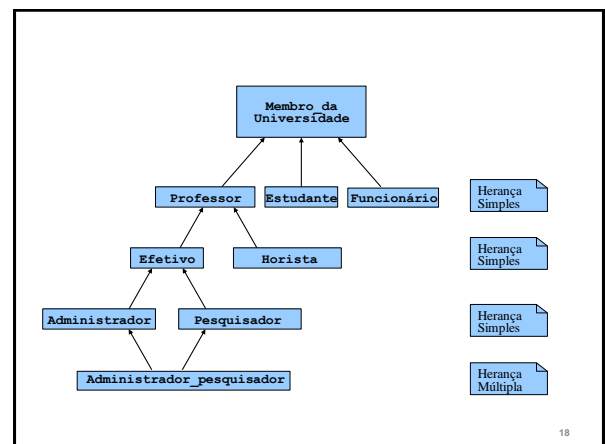 Membro_da
Universidade
Professor
Estudante
Funcionário
Herança
Simples
Efetivo
Horista
Herança
Simples
Administrador
Pesquisador
Herança
Simples
Administrador_pesquisador
Herança
Múltipla
18